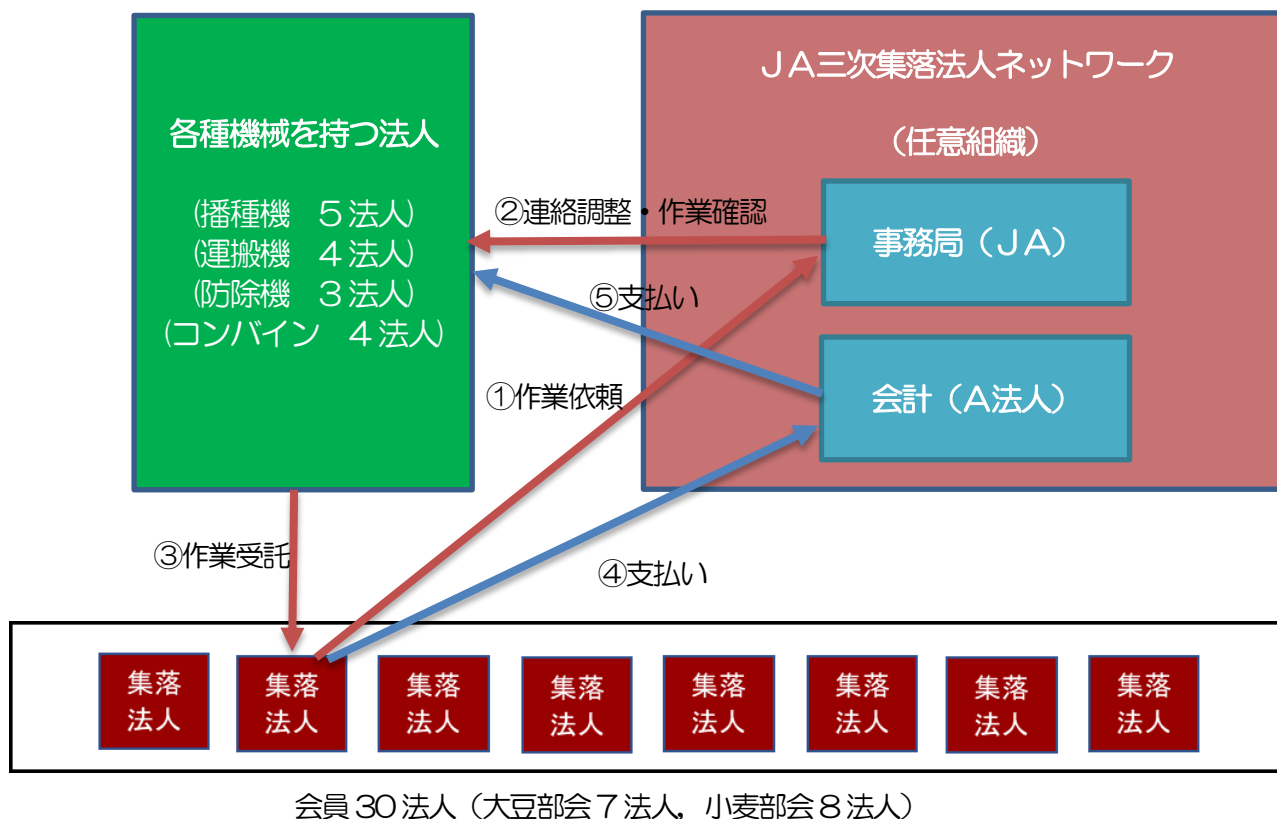 各種機械を持つ法人
(播種機　５法人)
(運搬機　４法人)
(防除機　３法人)
(コンバイン　４法人)
ＪＡ三次集落法人ネットワーク
（任意組織）
事務局（ＪＡ）
会計（Ａ法人）
②連絡調整・作業確認
⑤支払い
①作業依頼
③作業受託
④支払い
集落
法人
集落
法人
集落
法人
集落
法人
集落
法人
集落
法人
集落
法人
集落
法人
会員30法人（大豆部会７法人，小麦部会８法人）